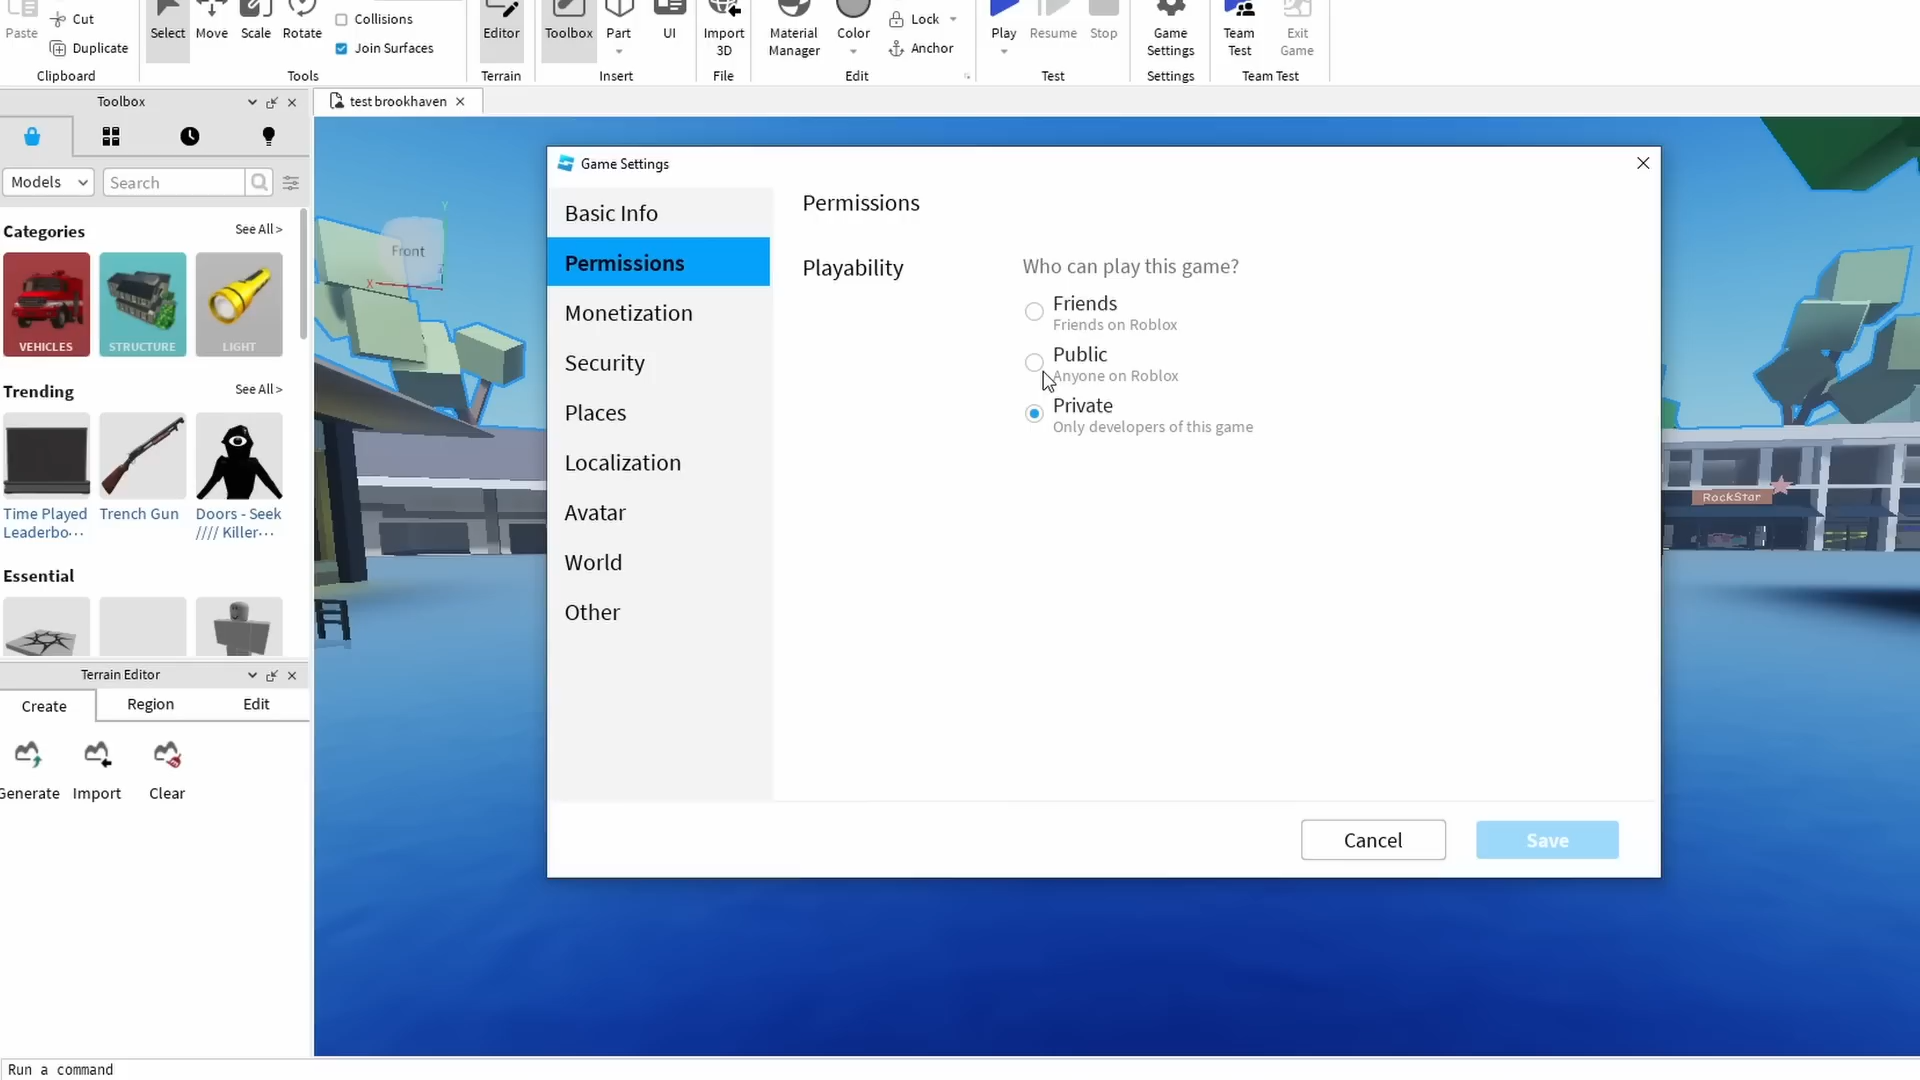 Paste
Cut
Duplicate
Clipboard
Select
Move
Scale
Rotate
Collisions
Join Surfaces
Tools
Editor
Terrain
Toolbox
Part
UI
Insert
Import
3D
File
Material
Manager
Color
Lock
Anchor
Edit
Play
Resume
Stop
Test
Game
Settings
Settings
Team
Test
Exit
Game
Team Test
Toolbox
test brookhaven
Models
Search
Categories
See All >
VEHICLES
STRUCTURE
LIGHT
Trending
See All >
Time Played
Leaderbo···
Trench Gun
Doors - Seek
//// Killer···
Essential
Terrain Editor
Create
Region
Edit
Generate
Import
Clear
Front
Y
X
Game Settings
Basic Info
Permissions
Monetization
Security
Places
Localization
Avatar
World
Other
Permissions
Playability
Who can play this game?
Friends
Friends on Roblox
Public
Anyone on Roblox
Private
Only developers of this game
Cancel
Save
RockStar
Run a command